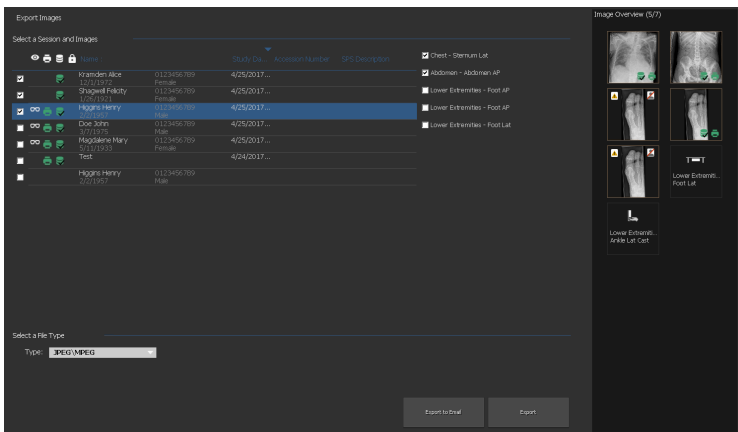 Export Images
Select a Session and Images
Name Study Da... Accession Number SPS Description
Kramden Alice 0123456789 4/25/2017...
12/1/1972 Female
Shagwell Felicity 0123456789 4/25/2017...
1/26/1921 Female
Higgins Henry 0123456789 4/25/2017...
2/2/1957 Male
Doe John 0123456789 4/25/2017...
3/7/1975 Male
Magdalene Mary 0123456789 4/25/2017...
5/11/1933 Female
Test 4/24/2017...
Higgins Henry 0123456789
2/2/1957 Male
Chest - Sternum Lat
Abdomen - Abdomen AP
Lower Extremities - Foot AP
Lower Extremities - Foot AP
Lower Extremities - Foot Lat
Select a File Type
Type: JPEG\MPEG
Export to Email Export
Image Overview (5/7)
Lower Extremiti...
Foot Lat
Lower Extremiti...
Ankle Lat Cast